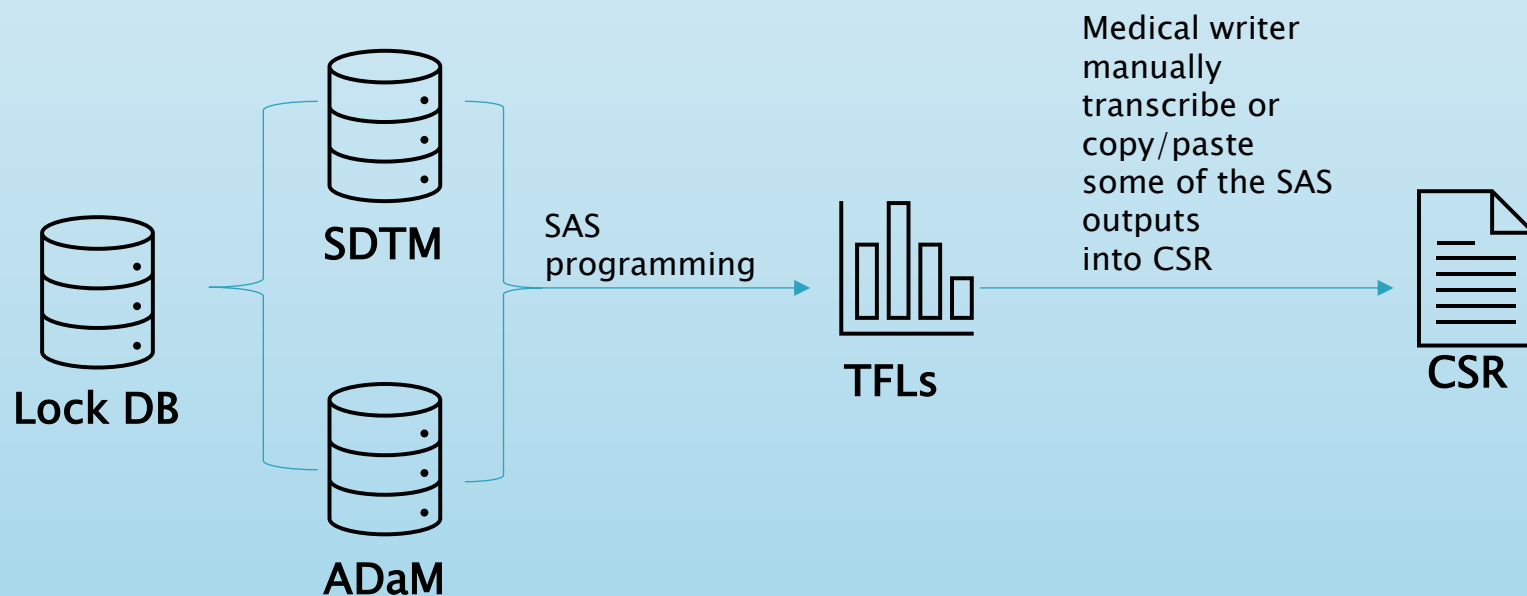 Medical writer
manually
transcribe or
copy/paste
some of the SAS
outputs
into CSR
SDTM
SAS
programming
Lock DB
TFLs
CSR
ADaM